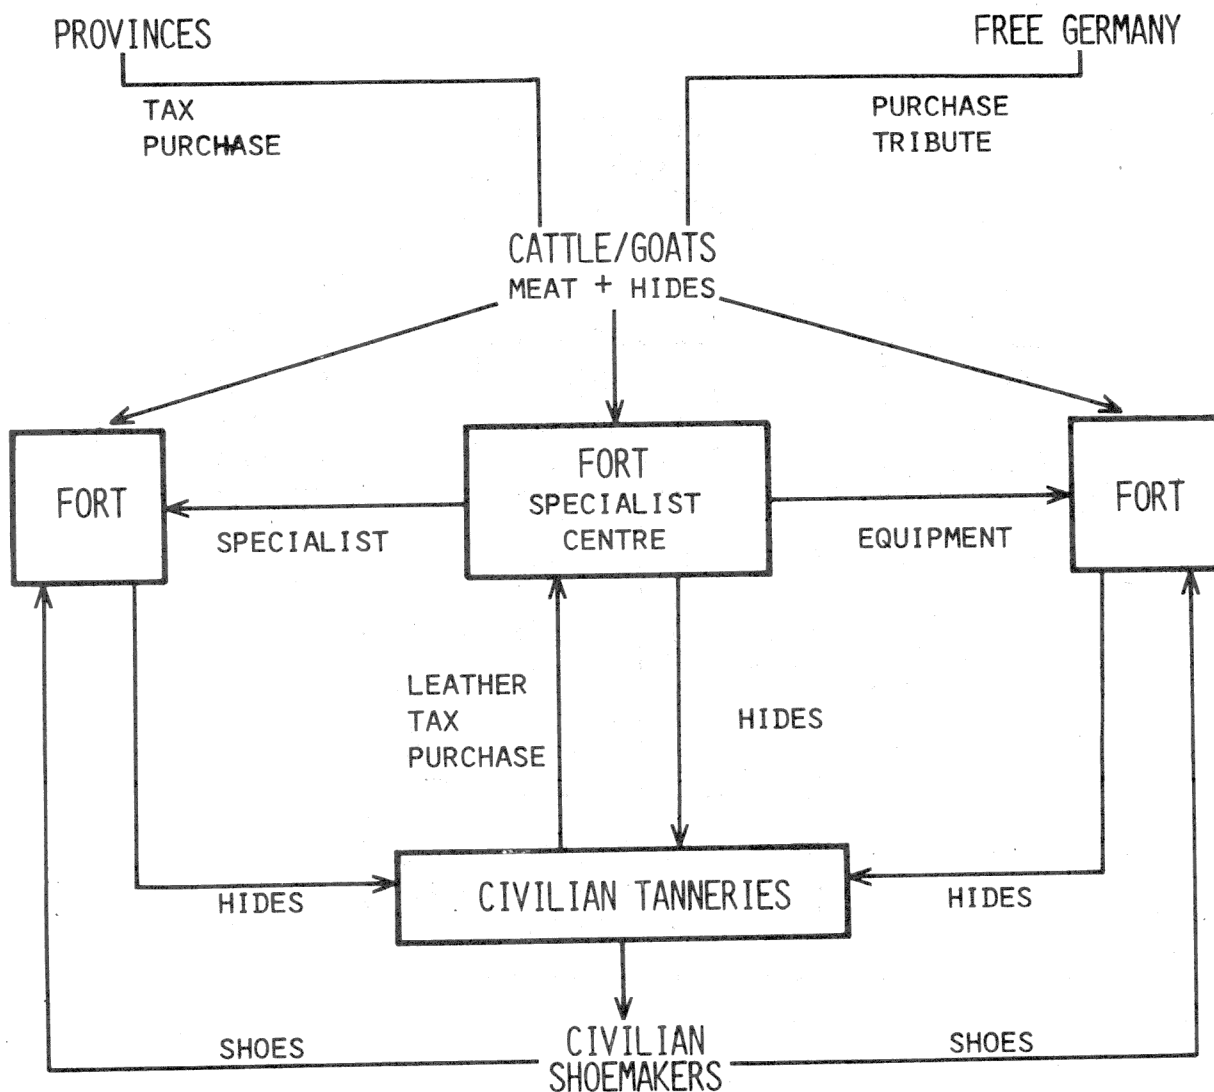 PROVINCES
FREE GERMANY
TAX
PURCHASE
PURCHASE
TRIBUTE
CATTLE/GOATS
MEAT + HIDES
FORT
FORT
SPECIALIST
CENTRE
FORT
SPECIALIST
EQUIPMENT
LEATHER
TAX
PURCHASE
HIDES
HIDES
CIVILIAN TANNERIES
HIDES
SHOES
CIVILIAN
SHOEMAKERS
SHOES